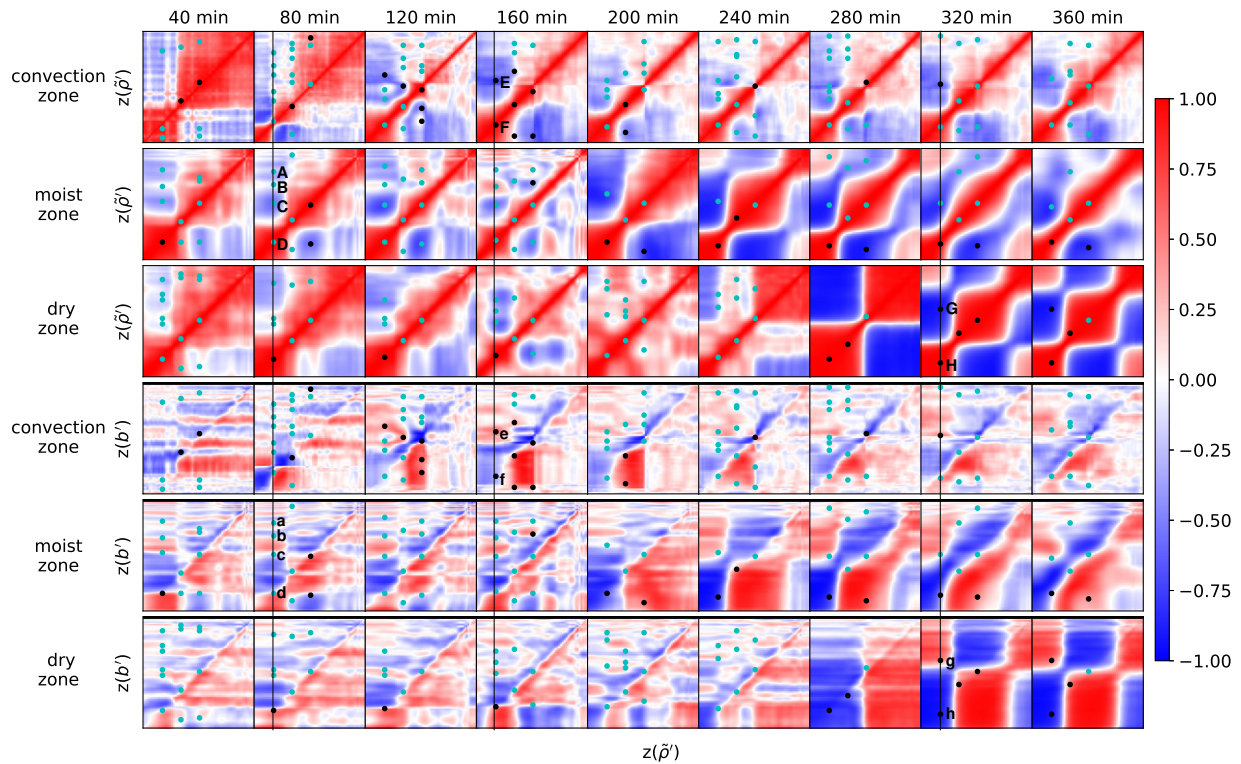 40 min 80 min 120 min 160 min 200 min 240 min 280 min 320 min 360 min
convection
zone
z(ρ̃′)
E
F
moist
zone
z(ρ̃′)
A
B
C
D
dry
zone
z(ρ̃′)
G
H
convection
zone
z(b′)
e
f
moist
zone
z(b′)
a
b
c
d
dry
zone
z(b′)
g
h
z(ρ̃′)
1.00
0.75
0.50
0.25
0.00
−0.25
−0.50
−0.75
−1.00